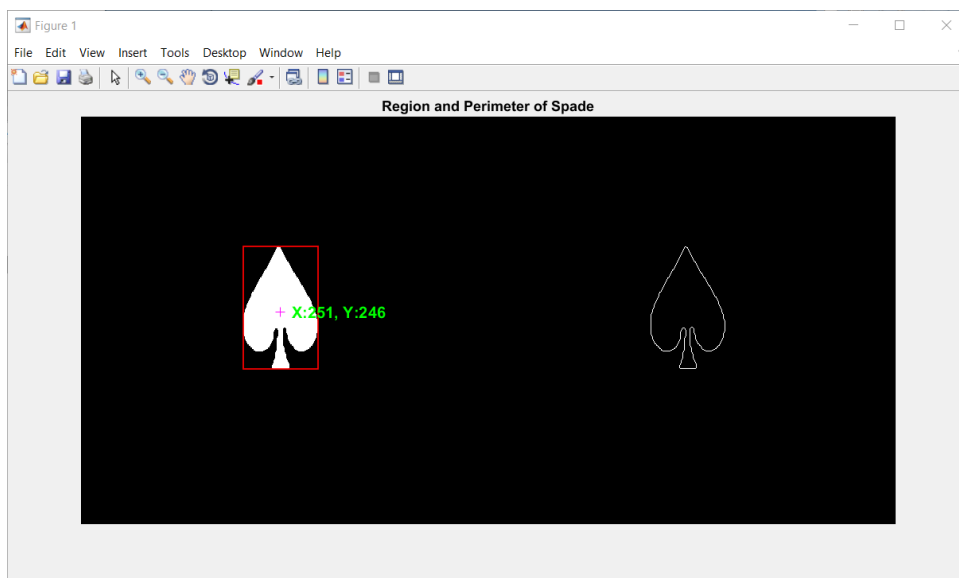 Figure 1
File Edit View Insert Tools Desktop Window Help
Region and Perimeter of Spade
X:251, Y:246